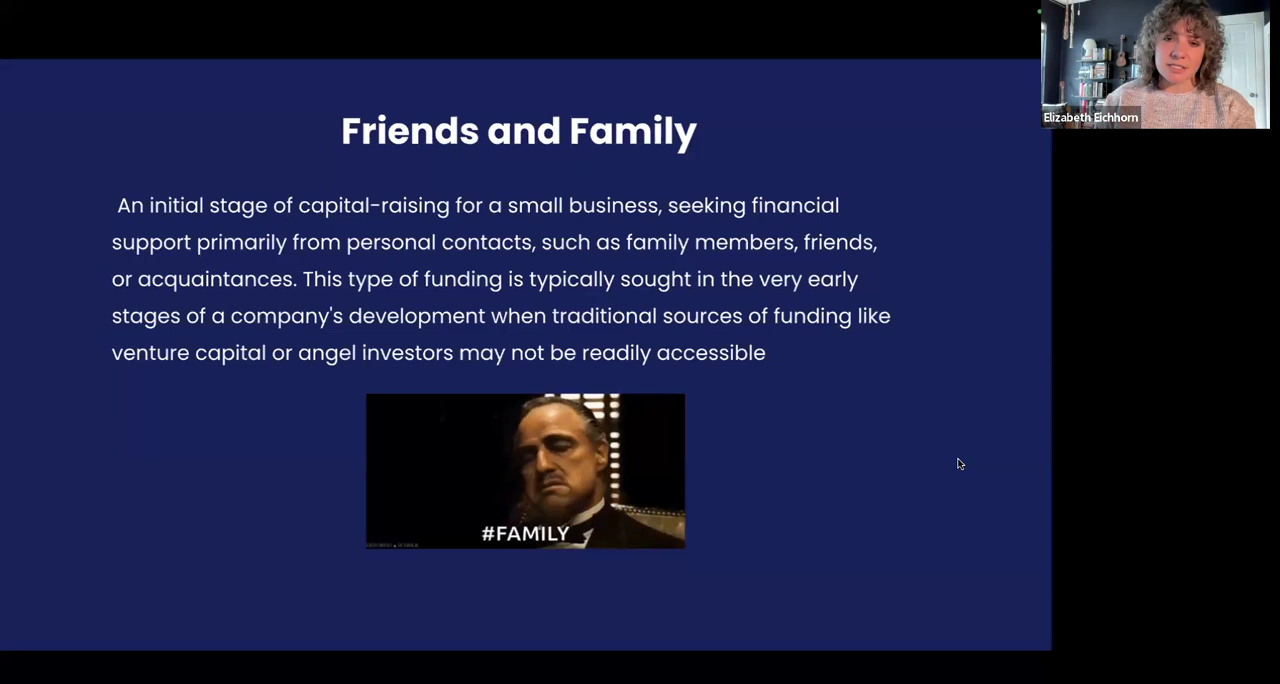 Friends and Family
An initial stage of capital-raising for a small business, seeking financial
support primarily from personal contacts, such as family members, friends,
or acquaintances. This type of funding is typically sought in the very early
stages of a company's development when traditional sources of funding like
venture capital or angel investors may not be readily accessible
#FAMILY
Elizabeth Eichhorn